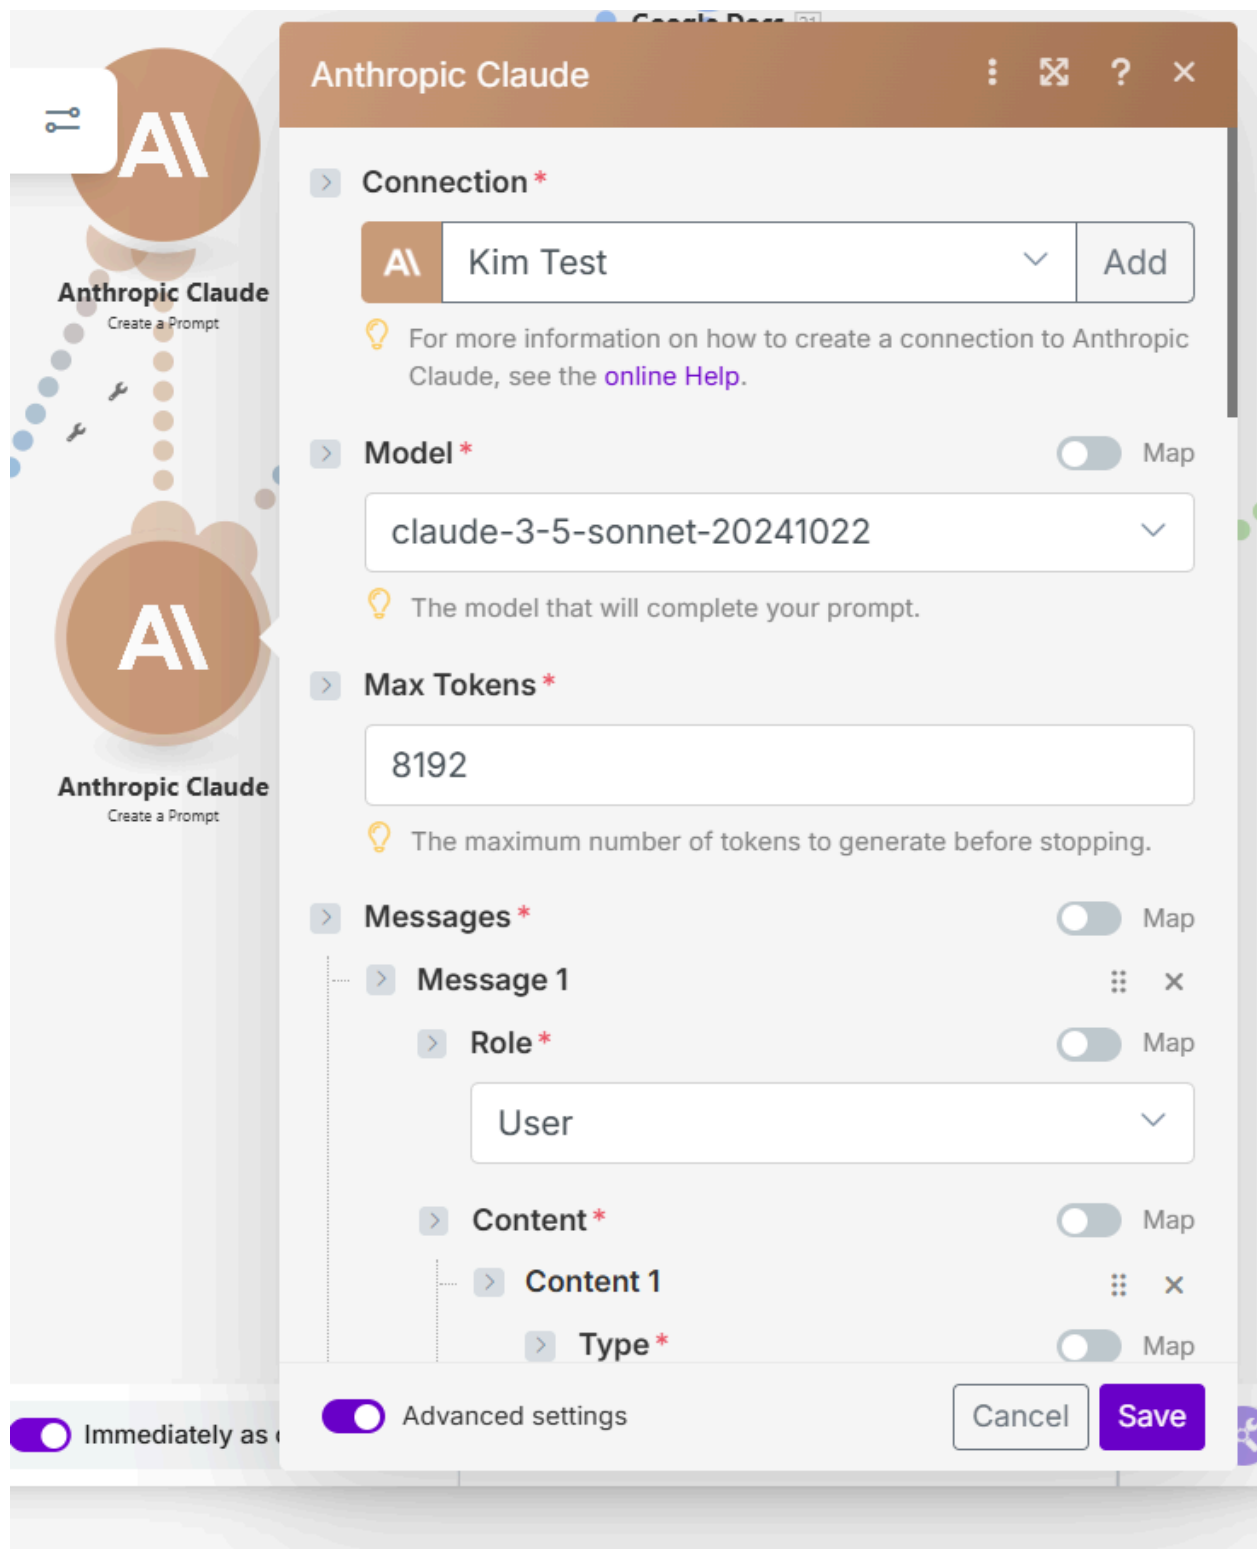 Google Docs 21
Anthropic Claude
Connection *
Kim Test
Add
For more information on how to create a connection to Anthropic
Claude, see the online Help.
Model *
Map
claude-3-5-sonnet-20241022
The model that will complete your prompt.
Max Tokens *
8192
The maximum number of tokens to generate before stopping.
Messages *
Map
Message 1
Role *
Map
User
Content *
Map
Content 1
Type *
Map
Advanced settings
Cancel
Save
Anthropic Claude
Create a Prompt
Anthropic Claude
Create a Prompt
Immediately as